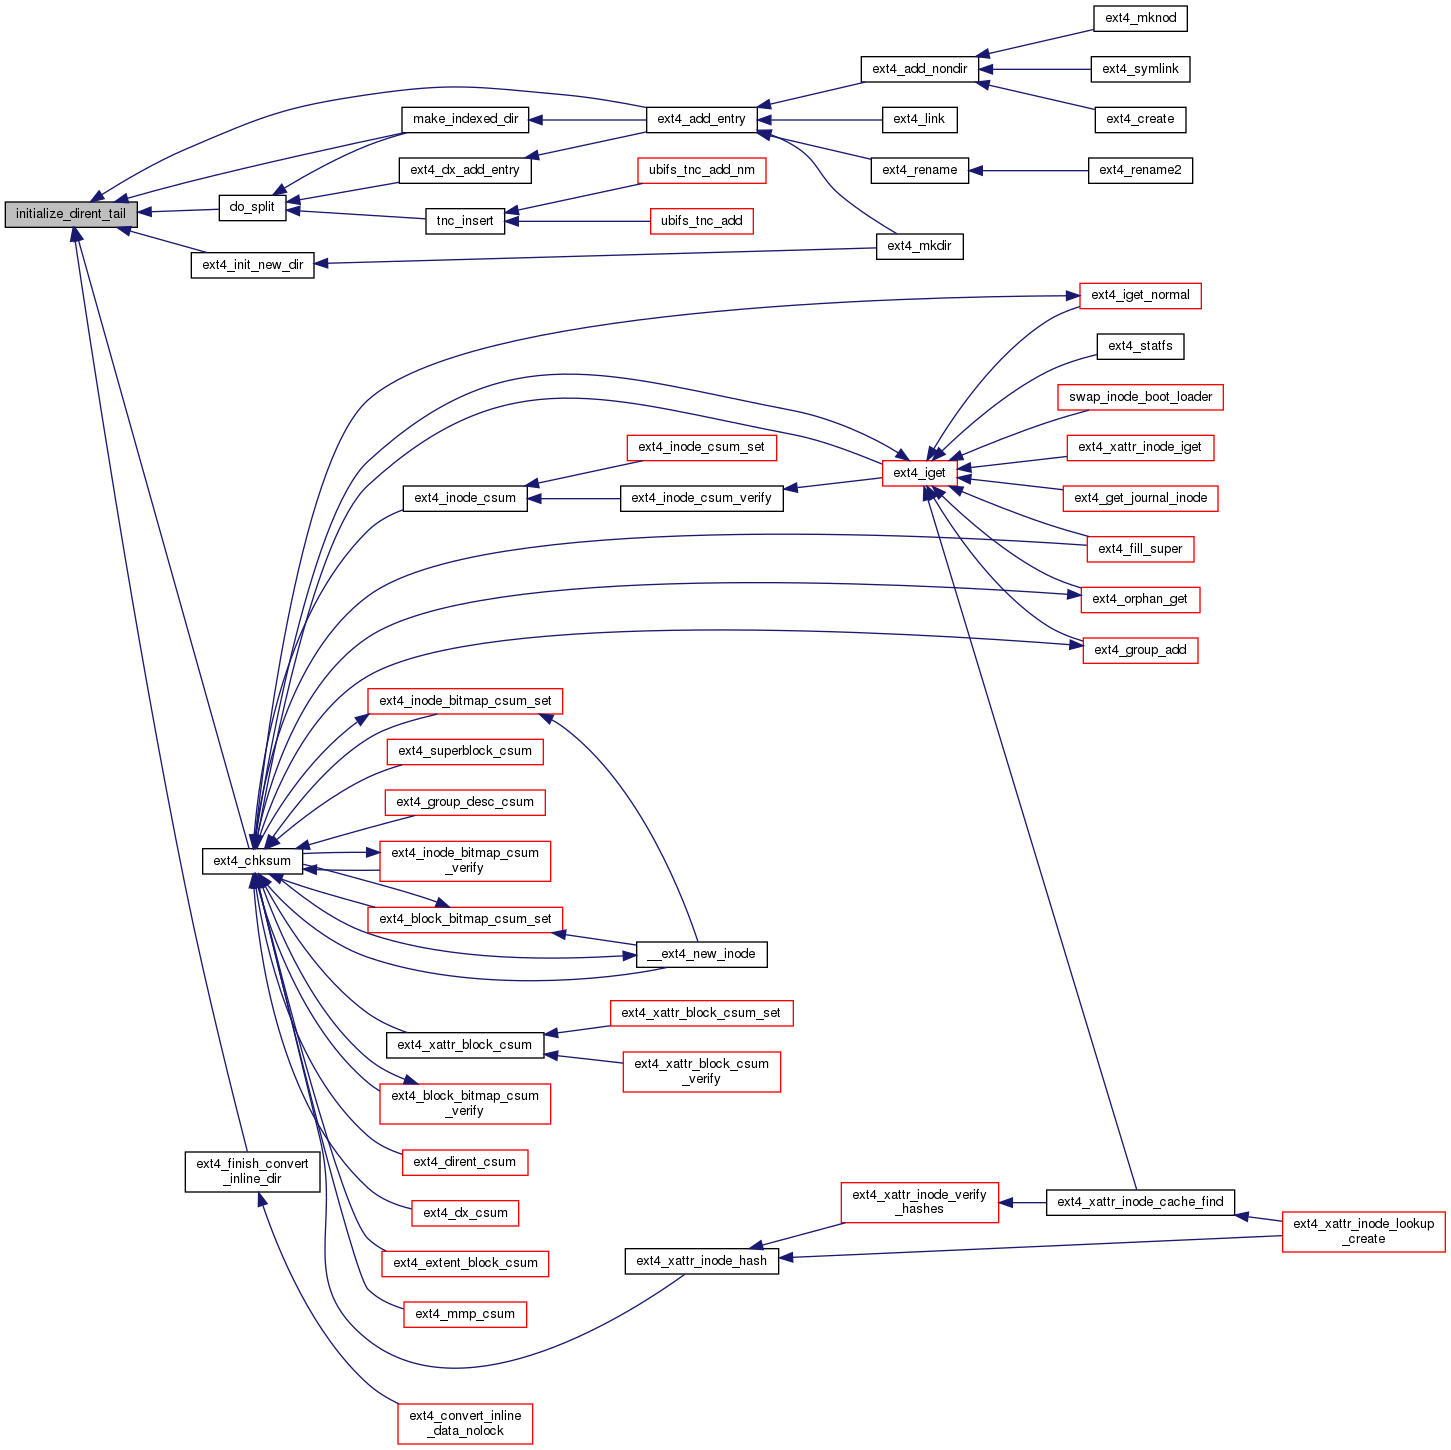 ext4_mknod
ext4_add_nondir
ext4_symlink
make_indexed_dir
ext4_add_entry
ext4_link
ext4_create
ext4_dx_add_entry
ubifs_tnc_add_nm
ext4_rename
ext4_rename2
initialize_dirent_tail
do_split
tnc_insert
ubifs_tnc_add
ext4_init_new_dir
ext4_mkdir
ext4_iget_normal
ext4_statfs
swap_inode_boot_loader
ext4_inode_csum_set
ext4_xattr_inode_iget
ext4_iget
ext4_inode_csum
ext4_inode_csum_verify
ext4_get_journal_inode
ext4_fill_super
ext4_orphan_get
ext4_group_add
ext4_inode_bitmap_csum_set
ext4_superblock_csum
ext4_group_desc_csum
ext4_chksum
ext4_inode_bitmap_csum
_verify
ext4_block_bitmap_csum_set
__ext4_new_inode
ext4_xattr_block_csum_set
ext4_xattr_block_csum
ext4_xattr_block_csum
_verify
ext4_block_bitmap_csum
_verify
ext4_finish_convert
_inline_dir
ext4_dirent_csum
ext4_dx_csum
ext4_xattr_inode_verify
_hashes
ext4_xattr_inode_cache_find
ext4_xattr_inode_lookup
_create
ext4_extent_block_csum
ext4_xattr_inode_hash
ext4_mmp_csum
ext4_convert_inline
_data_nolock